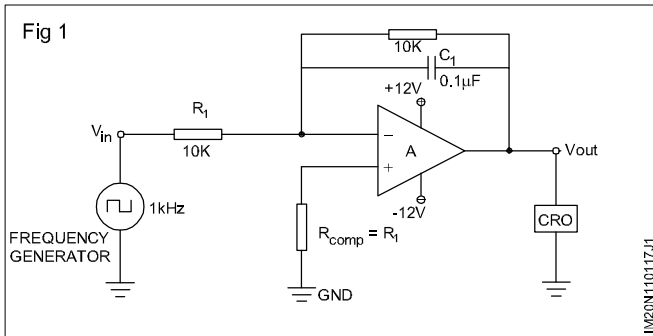 Fig 1
10K
C1
0.1µF
+12V
R1
Vin
10K
−
A
+
Vout
1kHz
-12V
CRO
FREQUENCY
GENERATOR
Rcomp = R1
GND
IM20N110117J1